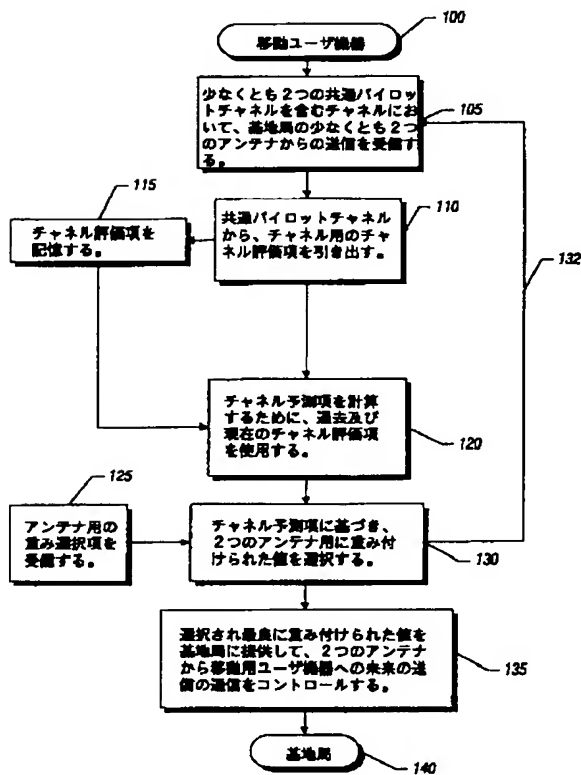 100
移動ユーザ機器
少なくとも2つの共通パイロッ
トチャネルを含むチャネルにお
いて、基地局の少なくとも2つ
のアンテナからの送信を受信す
る。
105
115
チャネル評価項を
記憶する。
共通パイロットチャネル
から、チャネル用のチャ
ネル評価項を引き出す。
110
132
チャネル予測項を計算
するために、過去及び
現在のチャネル評価項
を使用する。
120
125
アンテナ用の
重み選択項を
受信する。
チャネル予測項に基づき、
2つのアンテナ用に重み付
けられた値を選択する。
130
選択され最良に重み付けられた値を
基地局に提供して、2つのアンテナ
から移動用ユーザ機器への未来の送
信の通信をコントロールする。
135
基地局
140